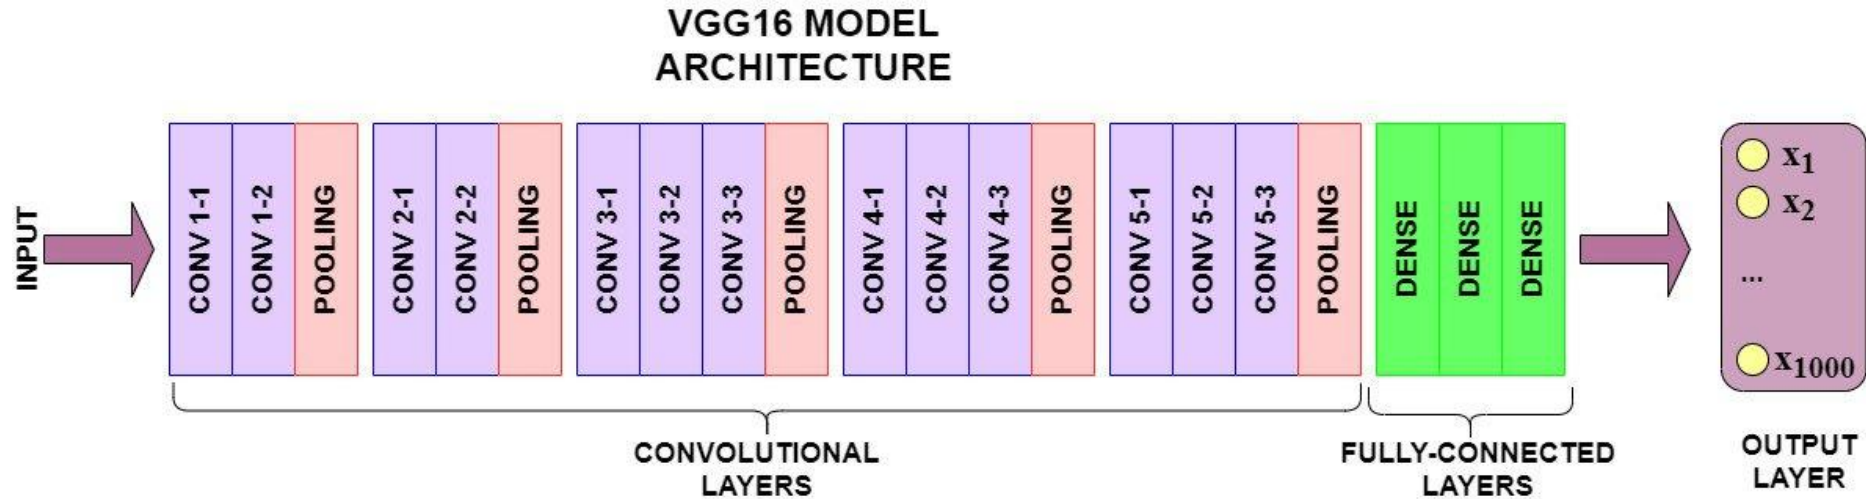 VGG16 MODEL
ARCHITECTURE
INPUT
CONV 1-1
CONV 1-2
POOLING
CONV 2-1
CONV 2-2
POOLING
CONV 3-1
CONV 3-2
CONV 3-3
POOLING
CONV 4-1
CONV 4-2
CONV 4-3
POOLING
CONV 5-1
CONV 5-2
CONV 5-3
POOLING
DENSE
DENSE
DENSE
x1
x2
...
x1000
CONVOLUTIONAL
LAYERS
FULLY-CONNECTED
LAYERS
OUTPUT
LAYER